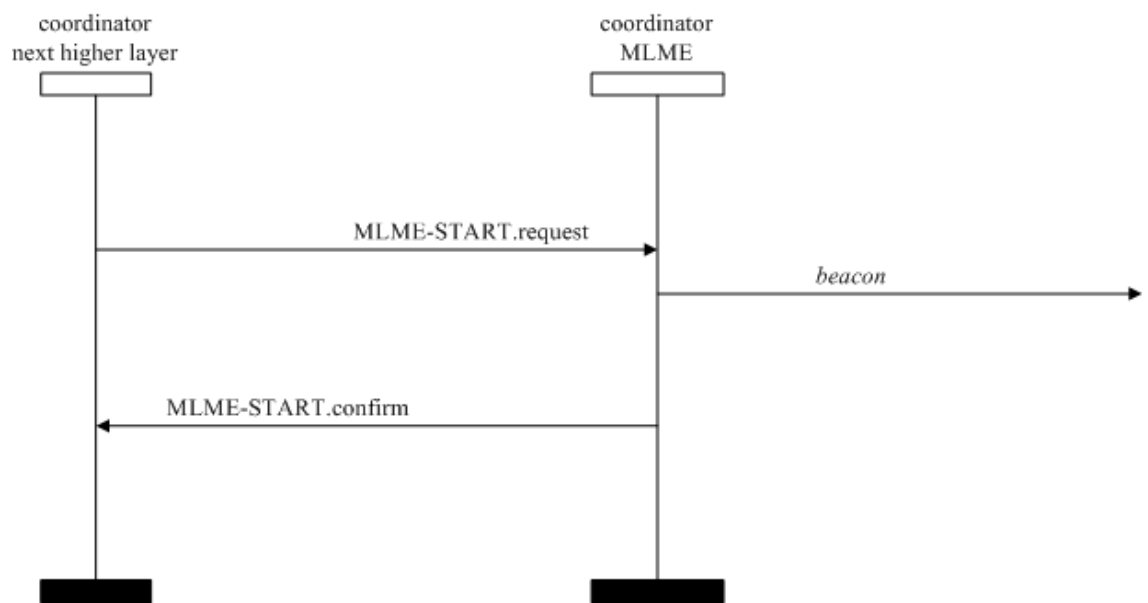 coordinator
next higher layer
coordinator
MLME
MLME-START.request
beacon
MLME-START.confirm